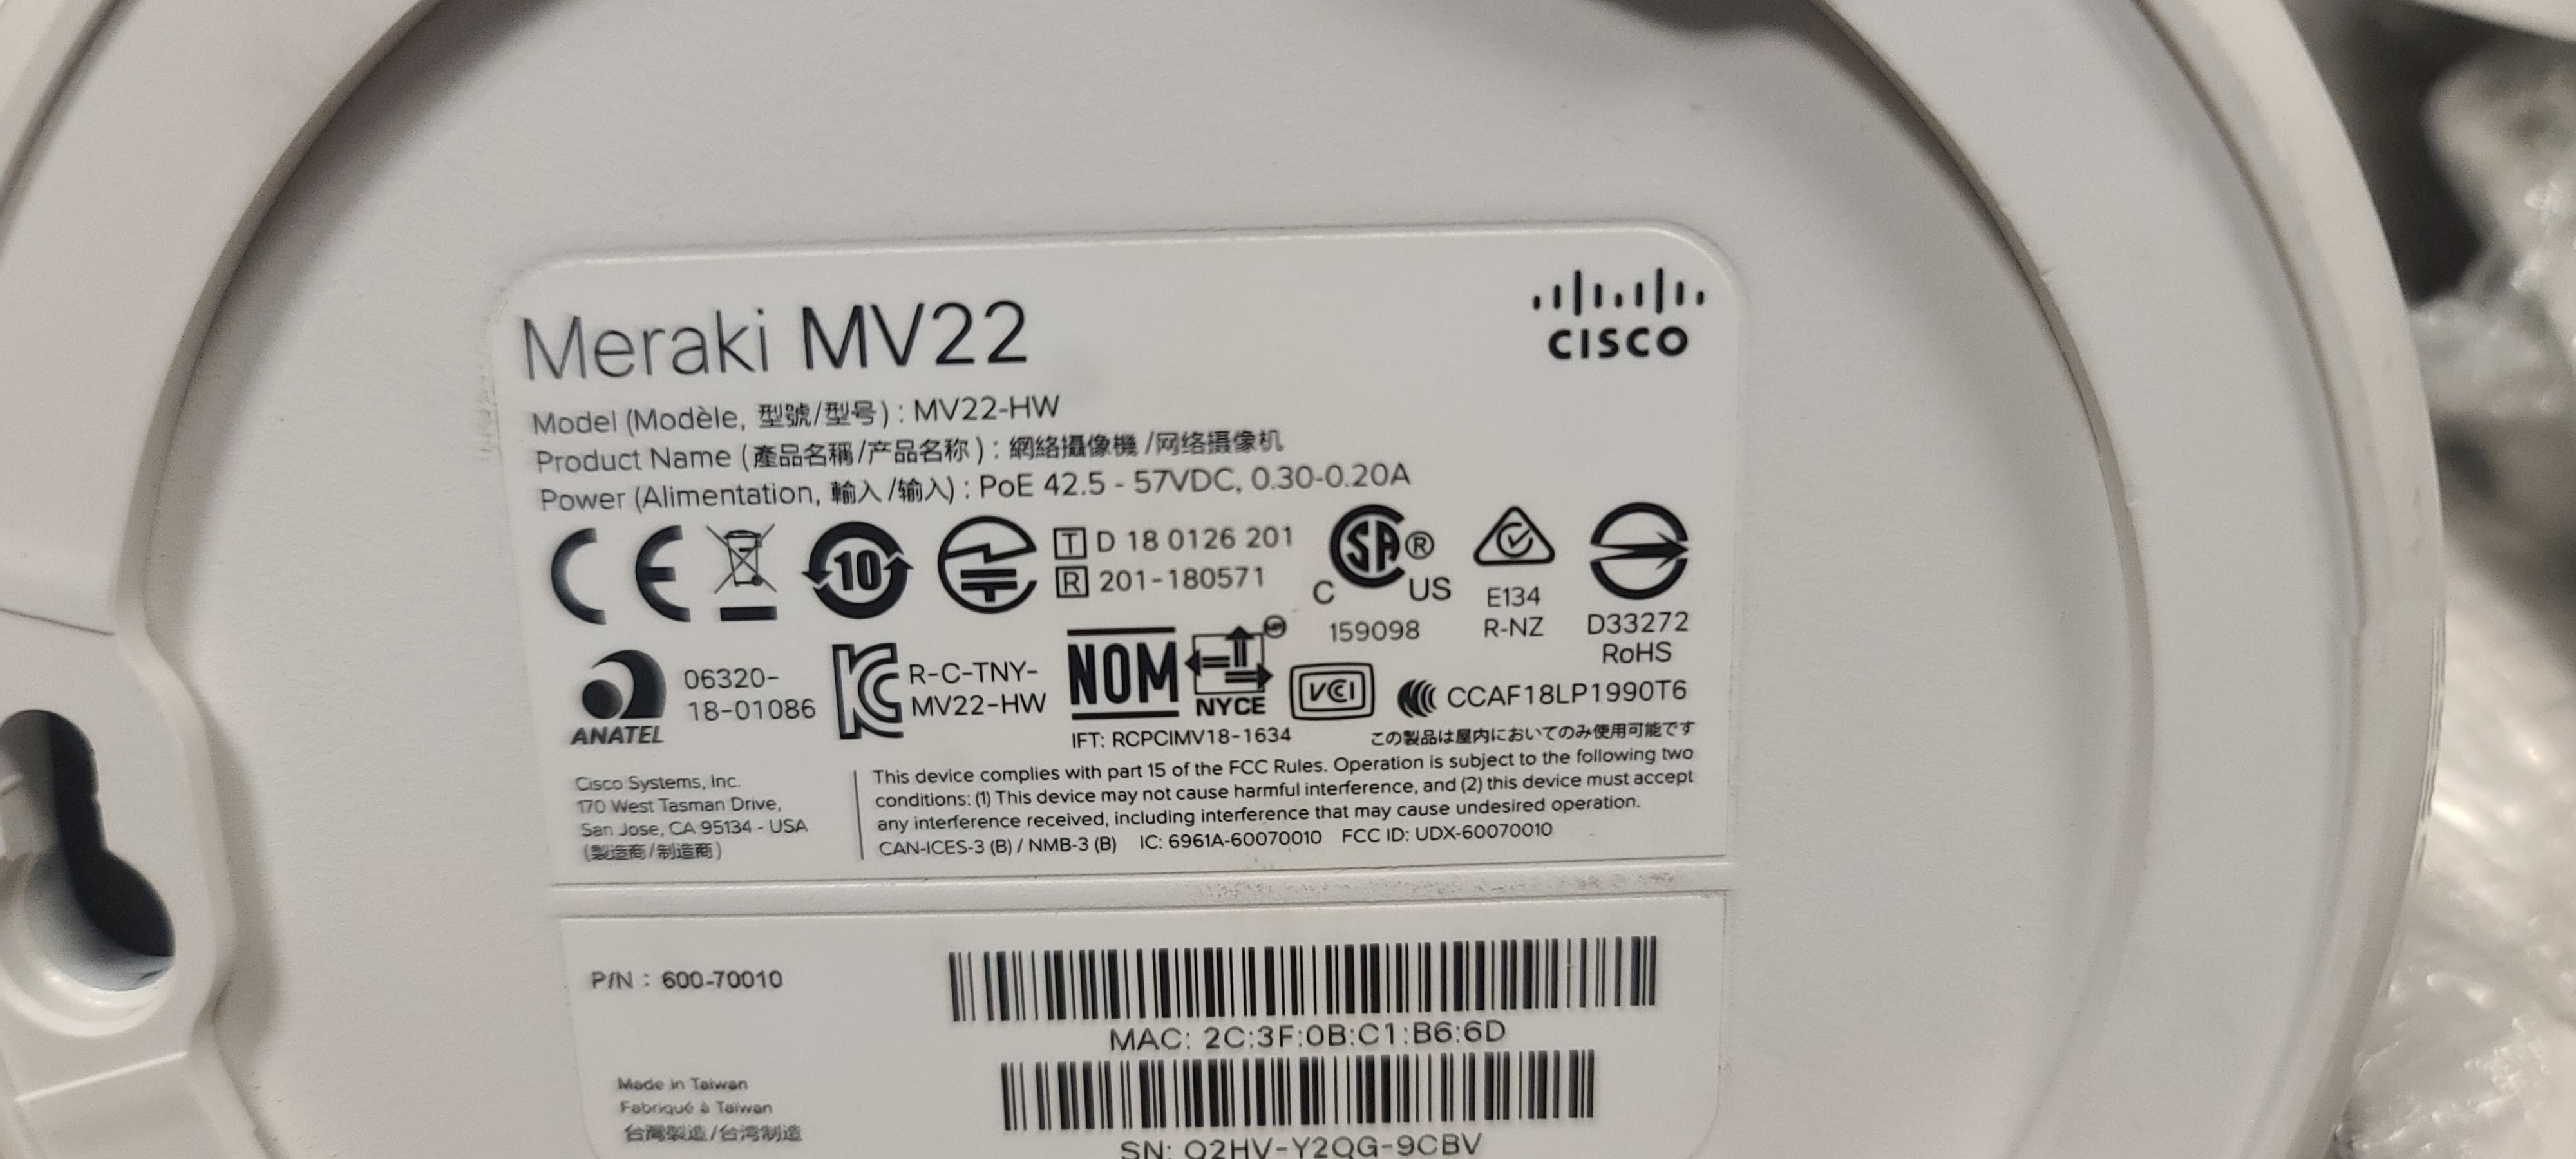 Meraki MV22
CISCO
Model (Modèle, 型號/型号) : MV22-HW
Product Name (產品名稱/产品名称) : 網絡攝像機 /网络摄像机
Power (Alimentation, 輸入/输入) : PoE 42.5 - 57VDC, 0.30-0.20A
CE
10
T D 18 0126 201
R 201-180571
C SA ® US
159098
E134
R-NZ
D33272
RoHS
ANATEL
06320-
18-01086
R-C-TNY-
MV22-HW
NOM
NYCE
IFT: RCPCIMV18-1634
VCI
CCAF18LP1990T6
この製品は屋内においてのみ使用可能です
Cisco Systems, Inc.
170 West Tasman Drive,
San Jose, CA 95134 - USA
(製造商/制造商)
This device complies with part 15 of the FCC Rules. Operation is subject to the following two
conditions: (1) This device may not cause harmful interference, and (2) this device must accept
any interference received, including interference that may cause undesired operation.
CAN-ICES-3 (B) / NMB-3 (B) IC: 6961A-60070010 FCC ID: UDX-60070010
P/N : 600-70010
MAC: 2C:3F:0B:C1:B6:6D
Made in Taiwan
Fabriqué à Taiwan
台灣製造/台湾制造
SN: Q2HV-Y2QG-9CBV